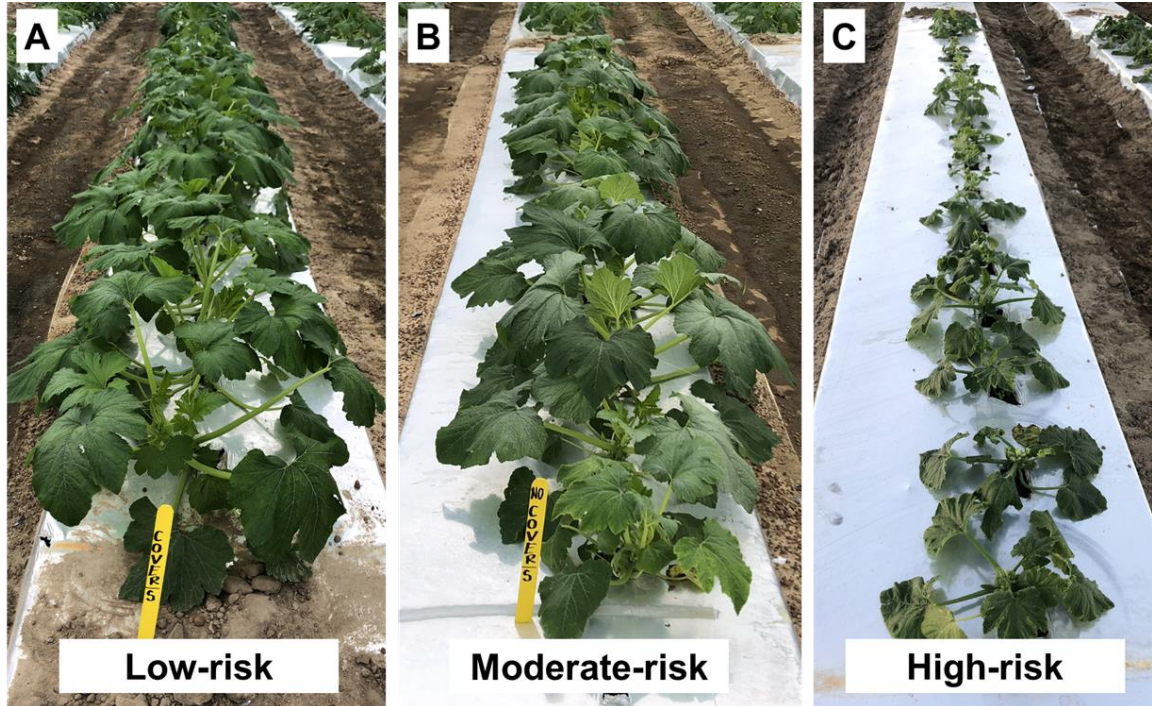 A
B
C
COVERS
NO COVERS
Low-risk
Moderate-risk
High-risk